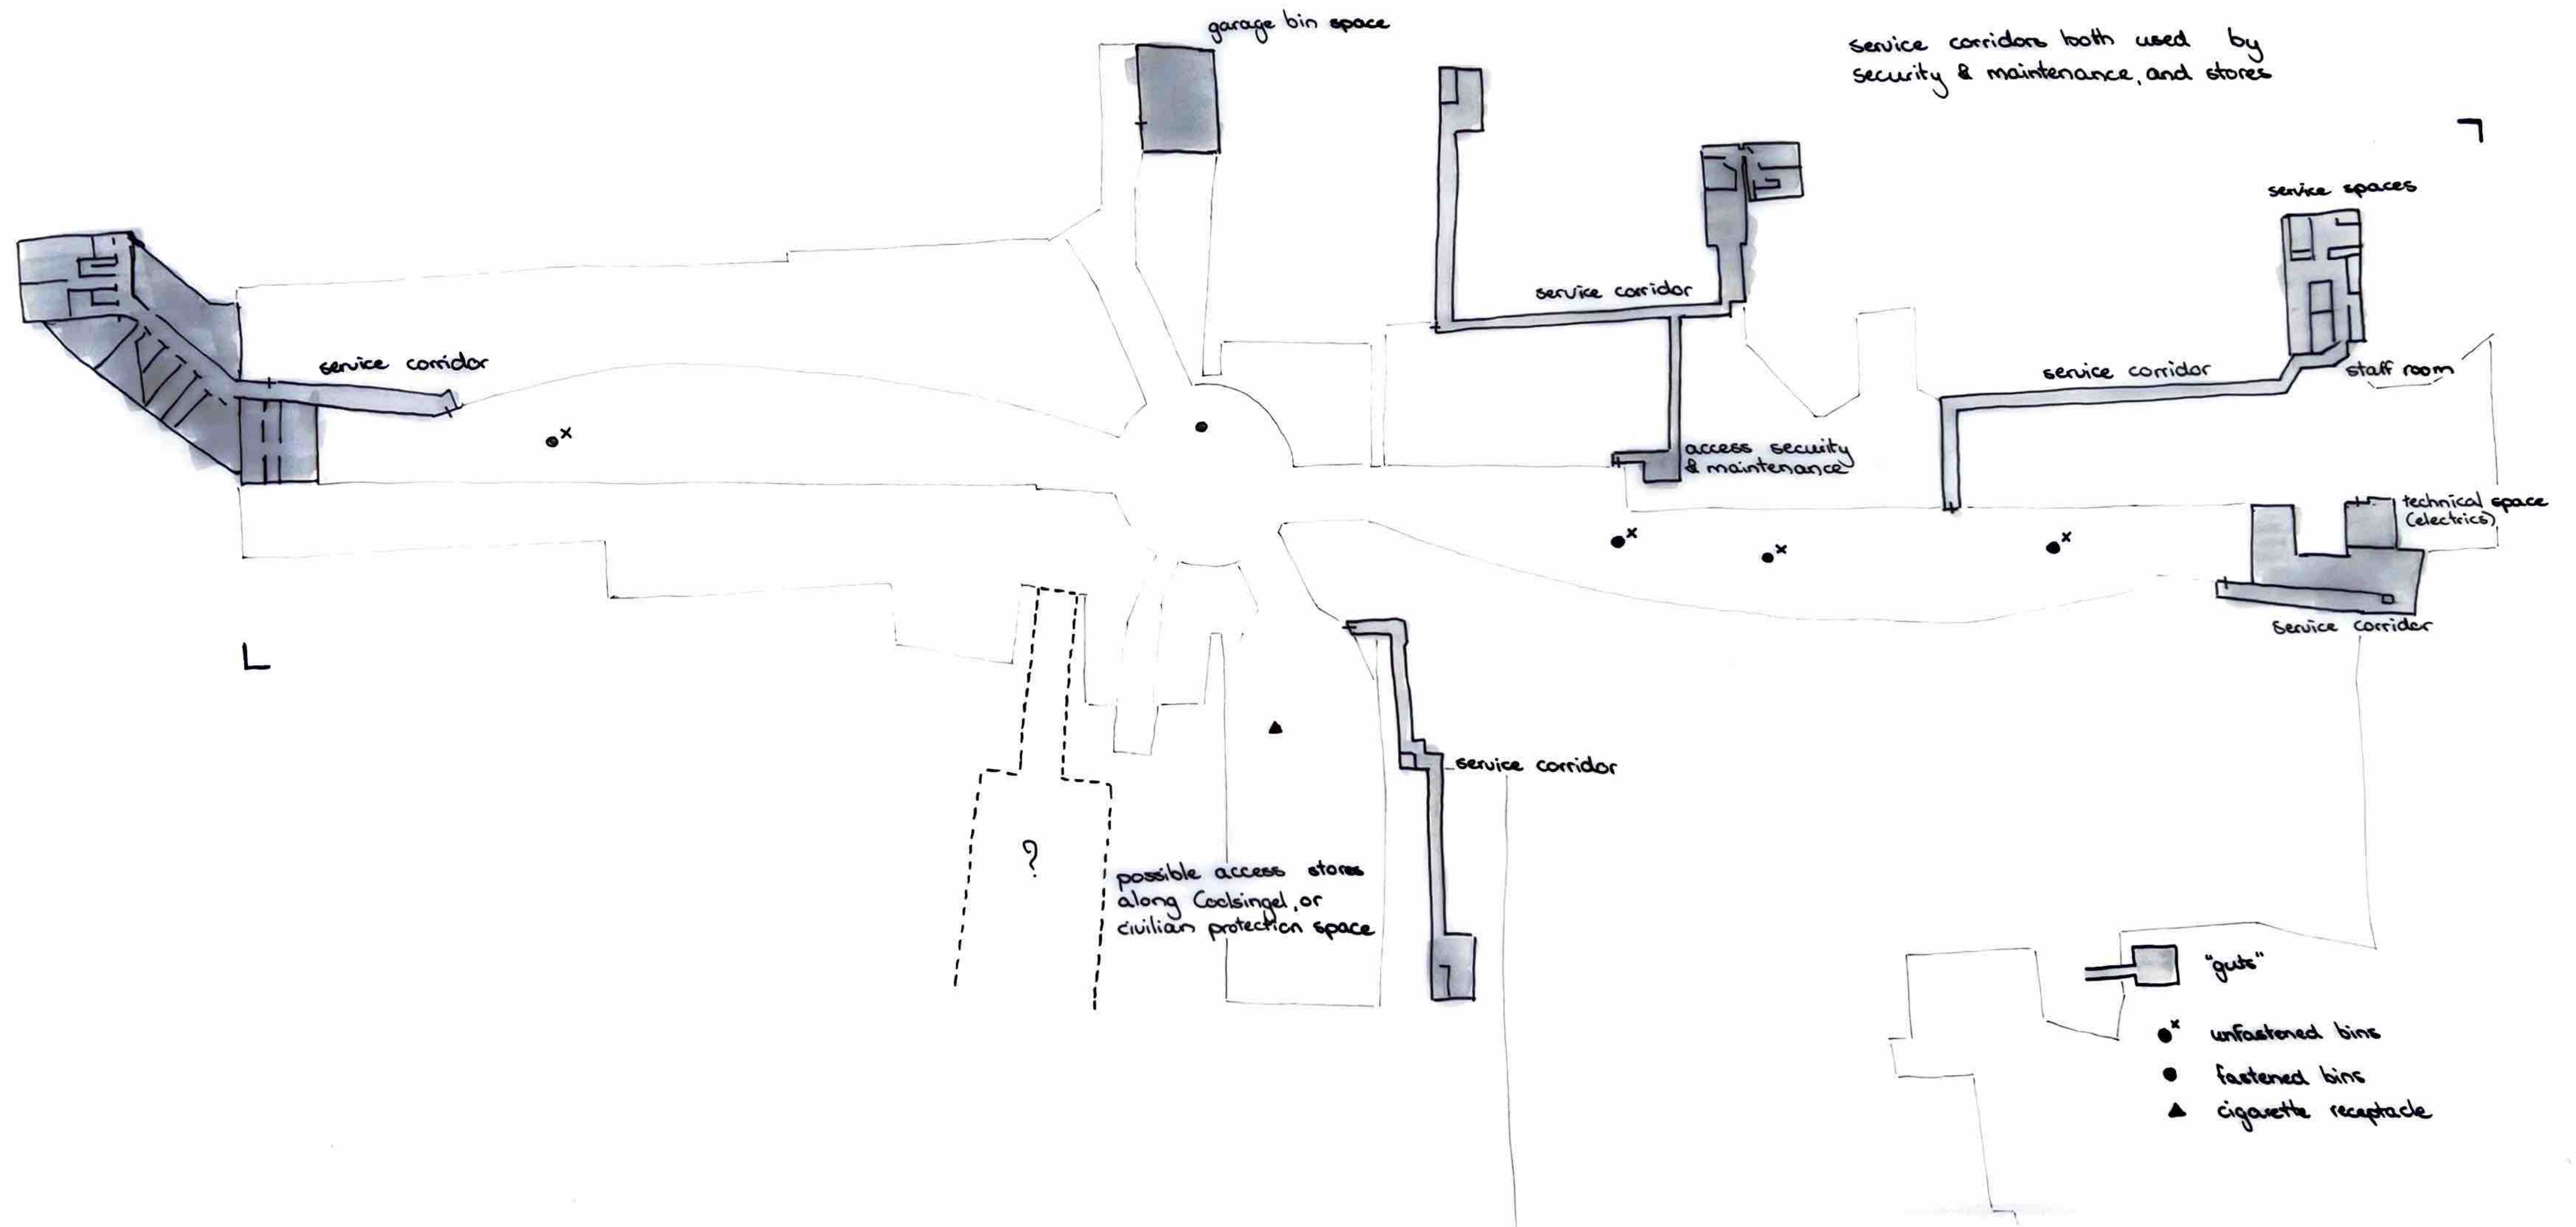 garage bin space
service corridors both used by
security & maintenance, and stores
service spaces
service corridor
service corridor
service corridor
staff room
access security
& maintenance
technical space
(electrics)
service corridor
service corridor
?
possible access stores
along Coolsingel, or
civilian protection space
"guts"
x unfastened bins
fastened bins
cigarette receptacle